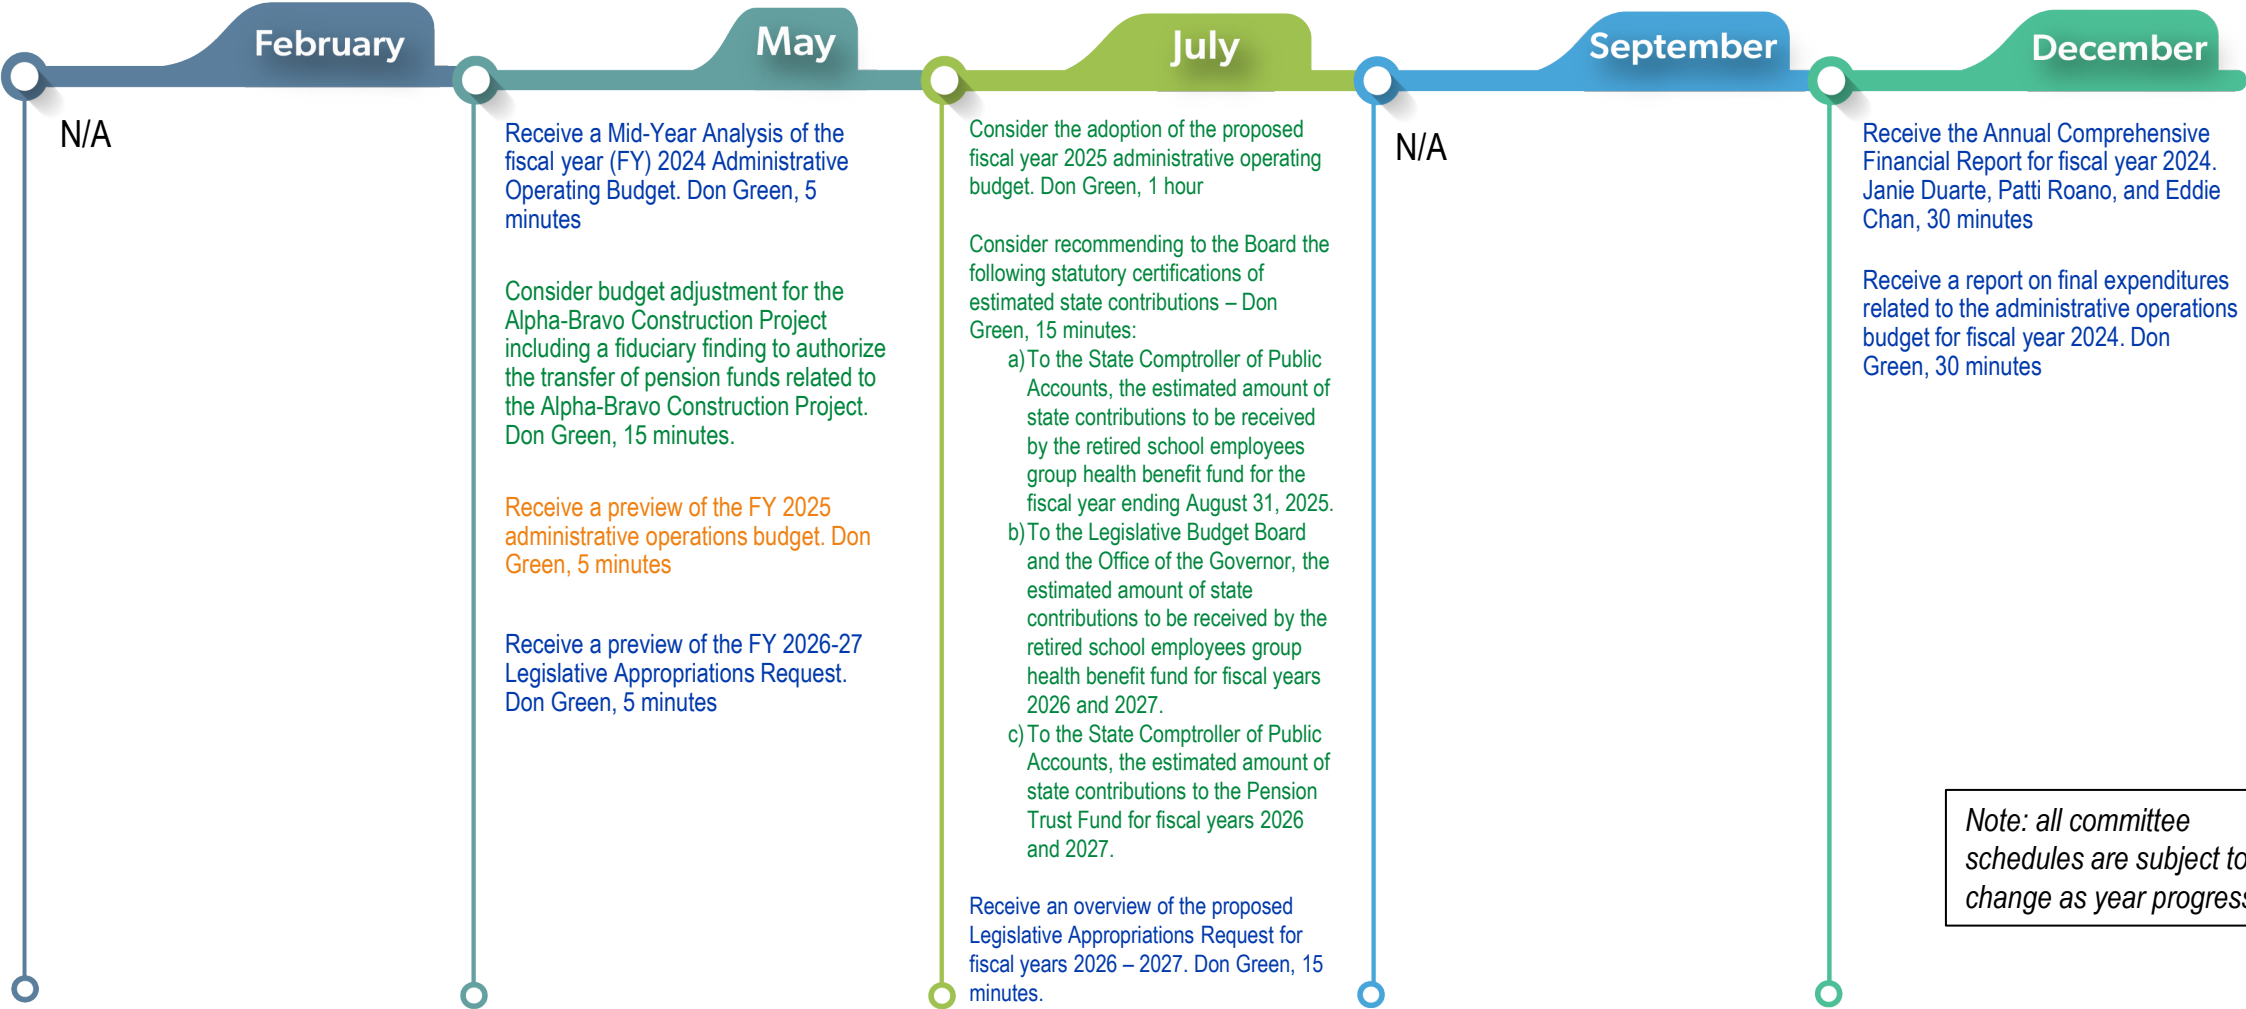 February
N/A
May
Receive a Mid-Year Analysis of the
fiscal year (FY) 2024 Administrative
Operating Budget. Don Green, 5
minutes
Consider budget adjustment for the
Alpha-Bravo Construction Project
including a fiduciary finding to authorize
the transfer of pension funds related to
the Alpha-Bravo Construction Project.
Don Green, 15 minutes.
Receive a preview of the FY 2025
administrative operations budget. Don
Green, 5 minutes
Receive a preview of the FY 2026-27
Legislative Appropriations Request.
Don Green, 5 minutes
July
Consider the adoption of the proposed
fiscal year 2025 administrative operating
budget. Don Green, 1 hour
Consider recommending to the Board the
following statutory certifications of
estimated state contributions – Don
Green, 15 minutes:
a) To the State Comptroller of Public
Accounts, the estimated amount of
state contributions to be received
by the retired school employees
group health benefit fund for the
fiscal year ending August 31, 2025.
b) To the Legislative Budget Board
and the Office of the Governor, the
estimated amount of state
contributions to be received by the
retired school employees group
health benefit fund for fiscal years
2026 and 2027.
c) To the State Comptroller of Public
Accounts, the estimated amount of
state contributions to the Pension
Trust Fund for fiscal years 2026
and 2027.
Receive an overview of the proposed
Legislative Appropriations Request for
fiscal years 2026 – 2027. Don Green, 15
minutes.
September
N/A
December
Receive the Annual Comprehensive
Financial Report for fiscal year 2024.
Janie Duarte, Patti Roano, and Eddie
Chan, 30 minutes
Receive a report on final expenditures
related to the administrative operations
budget for fiscal year 2024. Don
Green, 30 minutes
Note: all committee
schedules are subject to
change as year progress